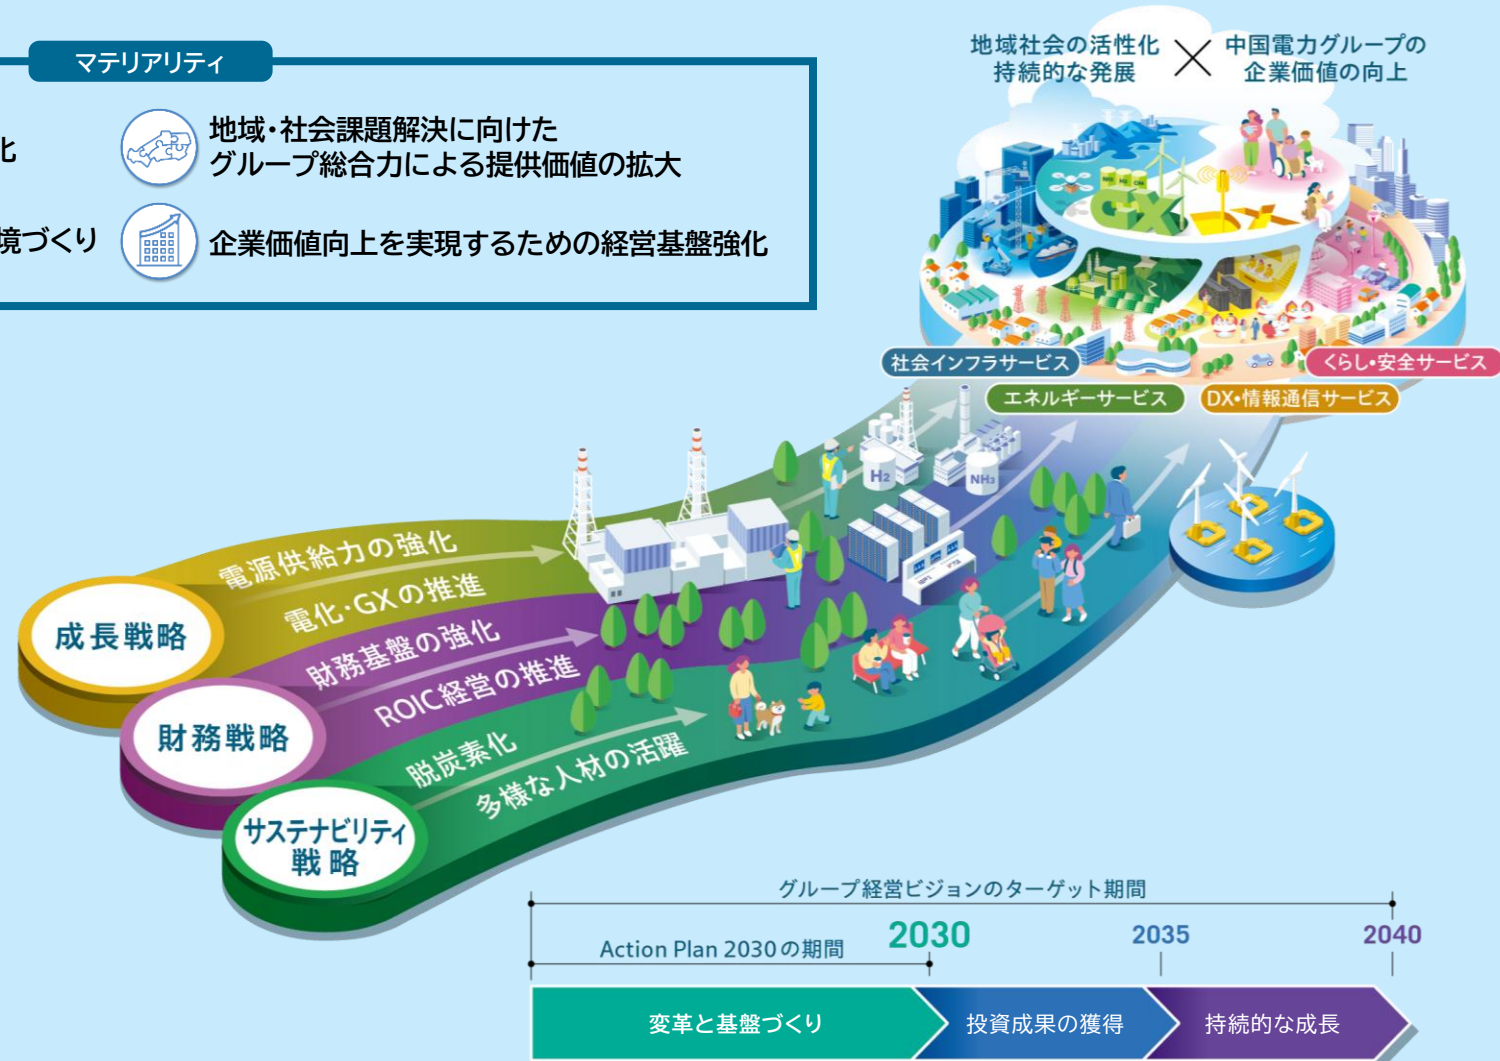 マテリアリティ
化
地域・社会課題解決に向けた
グループ総合力による提供価値の拡大
境づくり
企業価値向上を実現するための経営基盤強化
地域社会の活性化
持続的な発展
×
中国電力グループの
企業価値の向上
GX
DX
社会インフラサービス
くらし・安全サービス
エネルギーサービス
DX・情報通信サービス
H2
NH3
電源供給力の強化
電化・GXの推進
成長戦略
財務基盤の強化
ROIC経営の推進
財務戦略
脱炭素化
多様な人材の活躍
サステナビリティ
戦略
グループ経営ビジョンのターゲット期間
Action Plan 2030の期間
2030
2035
2040
変革と基盤づくり
投資成果の獲得
持続的な成長